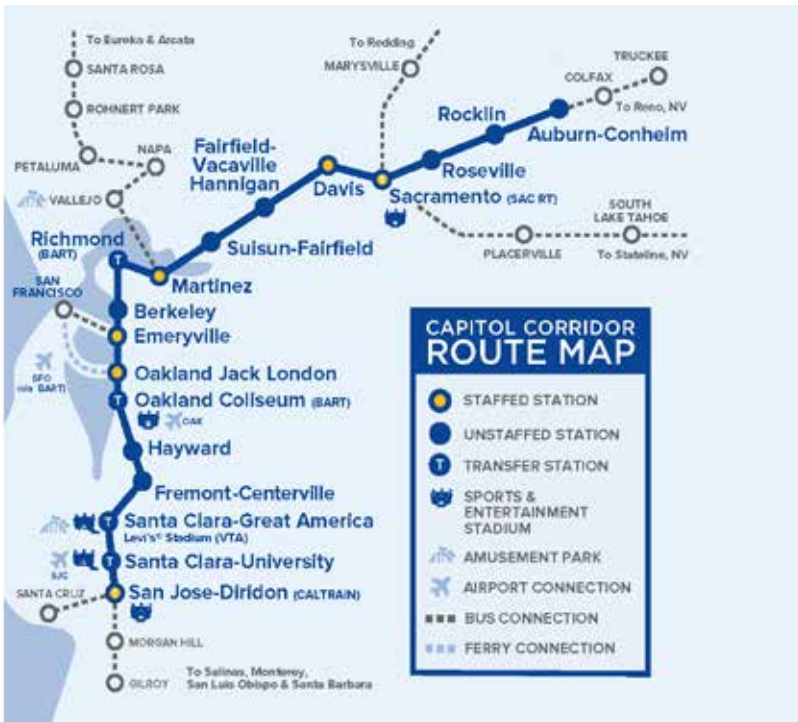 To Eureka & Arcata
SANTA ROSA
ROHNERT PARK
PETALUMA
NAPA
VALLEJO
To Redding
MARYSVILLE
TRUCKEE
COLFAX
To Reno, NV
Rocklin
Auburn-Conheim
Roseville
Fairfield-
Vacaville
Hannigan
Davis
Sacramento (SAC RT)
SOUTH
LAKE TAHOE
PLACERVILLE
To Stateline, NV
Suisun-Fairfield
Richmond
(BART)
T
Martinez
SAN
FRANCISCO
Berkeley
Emeryville
SFO
(via BART)
Oakland Jack London
T
Oakland Coliseum (BART)
OAK
Hayward
Fremont-Centerville
T
Santa Clara-Great America
Levi's® Stadium (VTA)
T
Santa Clara-University
SJC
San Jose-Diridon (CALTRAIN)
SANTA CRUZ
MORGAN HILL
GILROY
To Salinas, Monterey,
San Luis Obispo & Santa Barbara
CAPITOL CORRIDOR
ROUTE MAP
STAFFED STATION
UNSTAFFED STATION
T
TRANSFER STATION
SPORTS &
ENTERTAINMENT
STADIUM
AMUSEMENT PARK
AIRPORT CONNECTION
BUS CONNECTION
FERRY CONNECTION